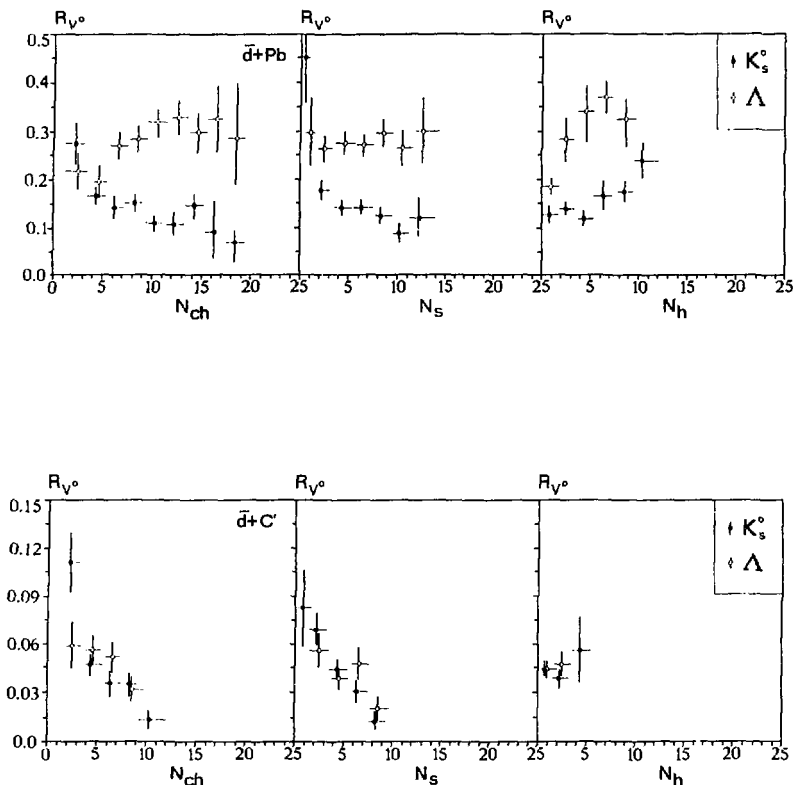 R_V° R_V° R_V°
0.5
d̄+Pb
K_s°
Λ
0.4
0.3
0.2
0.1
0.0
5 10 15 20 25 5 10 15 20 25 5 10 15 20 25
N_ch N_s N_h
R_V° R_V° R_V°
0.15
d̄+C'
K_s°
Λ
0.12
0.09
0.06
0.03
0.0
0 5 10 15 20 25 5 10 15 20 25 5 10 15 20 25
N_ch N_s N_h